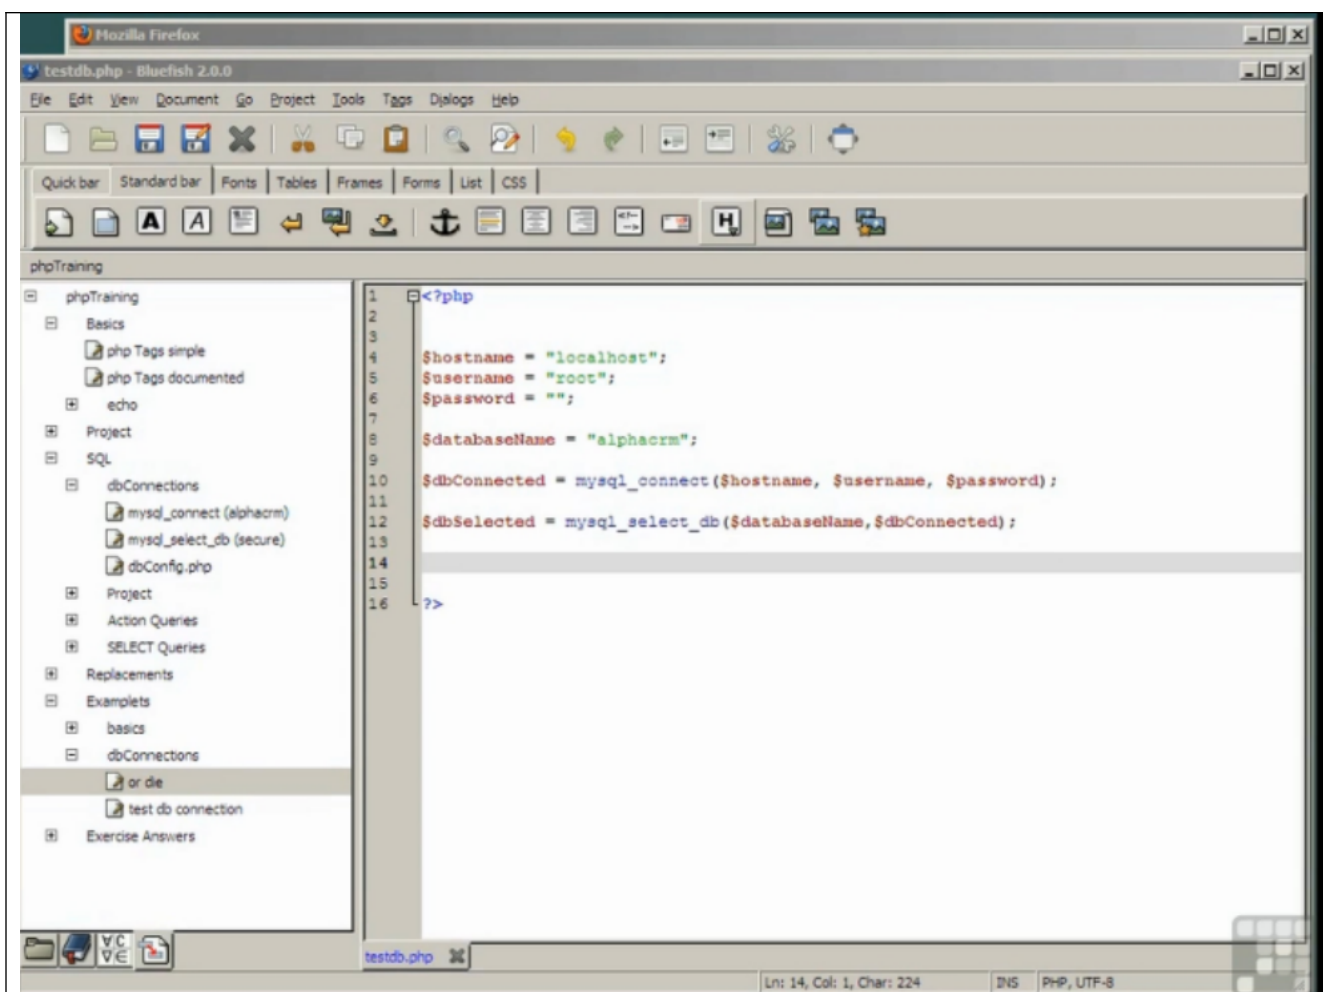 Mozilla Firefox
testdb.php - Bluefish 2.0.0
File Edit View Document Go Project Tools Tags Dialogs Help
Quick bar Standard bar Fonts Tables Frames Forms List CSS
A A H
phpTraining
phpTraining
Basics
php Tags simple
php Tags documented
echo
Project
SQL
dbConnections
mysql_connect (alphacrm)
mysql_select_db (secure)
dbConfig.php
Project
Action Queries
SELECT Queries
Replacements
Examplets
basics
dbConnections
or die
test db connection
Exercise Answers
1 <?php
2
3
4 $hostname = "localhost";
5 $username = "root";
6 $password = "";
7
8 $databaseName = "alphacrm";
9
10 $dbConnected = mysql_connect($hostname, $username, $password);
11
12 $dbSelected = mysql_select_db($databaseName,$dbConnected);
13
14
15
16 ?>
testdb.php
Ln: 14, Col: 1, Char: 224 INS PHP, UTF-8